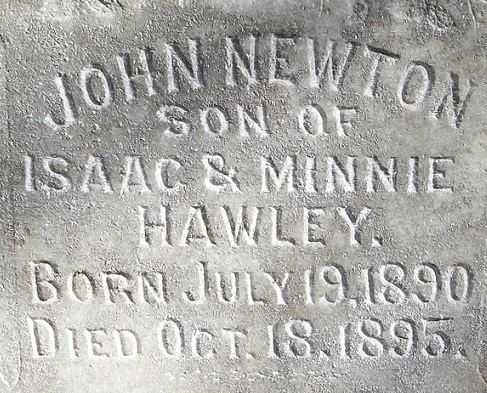 JOHN NEWTON
SON OF
ISAAC & MINNIE
HAWLEY.
BORN JULY 19, 1890
DIED OCT. 18. 1895.